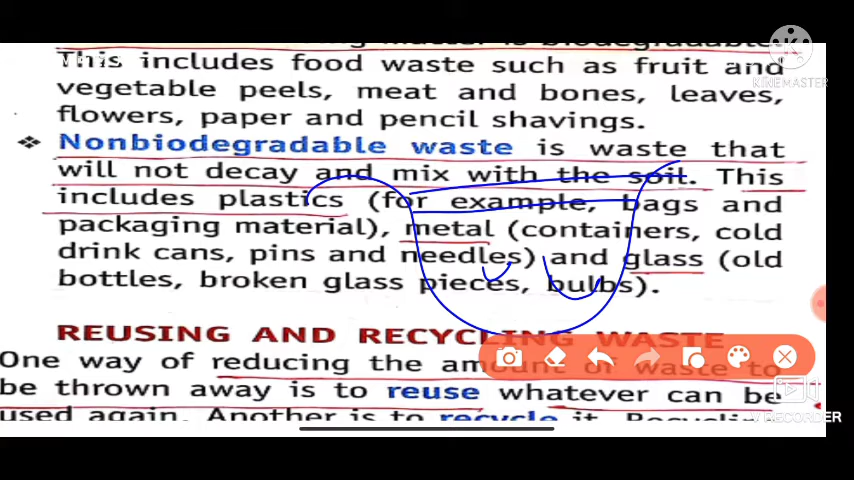 KINEMASTER
This includes food waste such as fruit and
vegetable peels, meat and bones, leaves,
flowers, paper and pencil shavings.
❖ Nonbiodegradable waste is waste that
will not decay and mix with the soil. This
includes plastics (for example, bags and
packaging material), metal (containers, cold
drink cans, pins and needles) and glass (old
bottles, broken glass pieces, bulbs).
REUSING AND RECYCLING WASTE
One way of reducing the amount of waste to
be thrown away is to reuse whatever can be
used again. Another is to recycle it. Recycling
V RECORDER